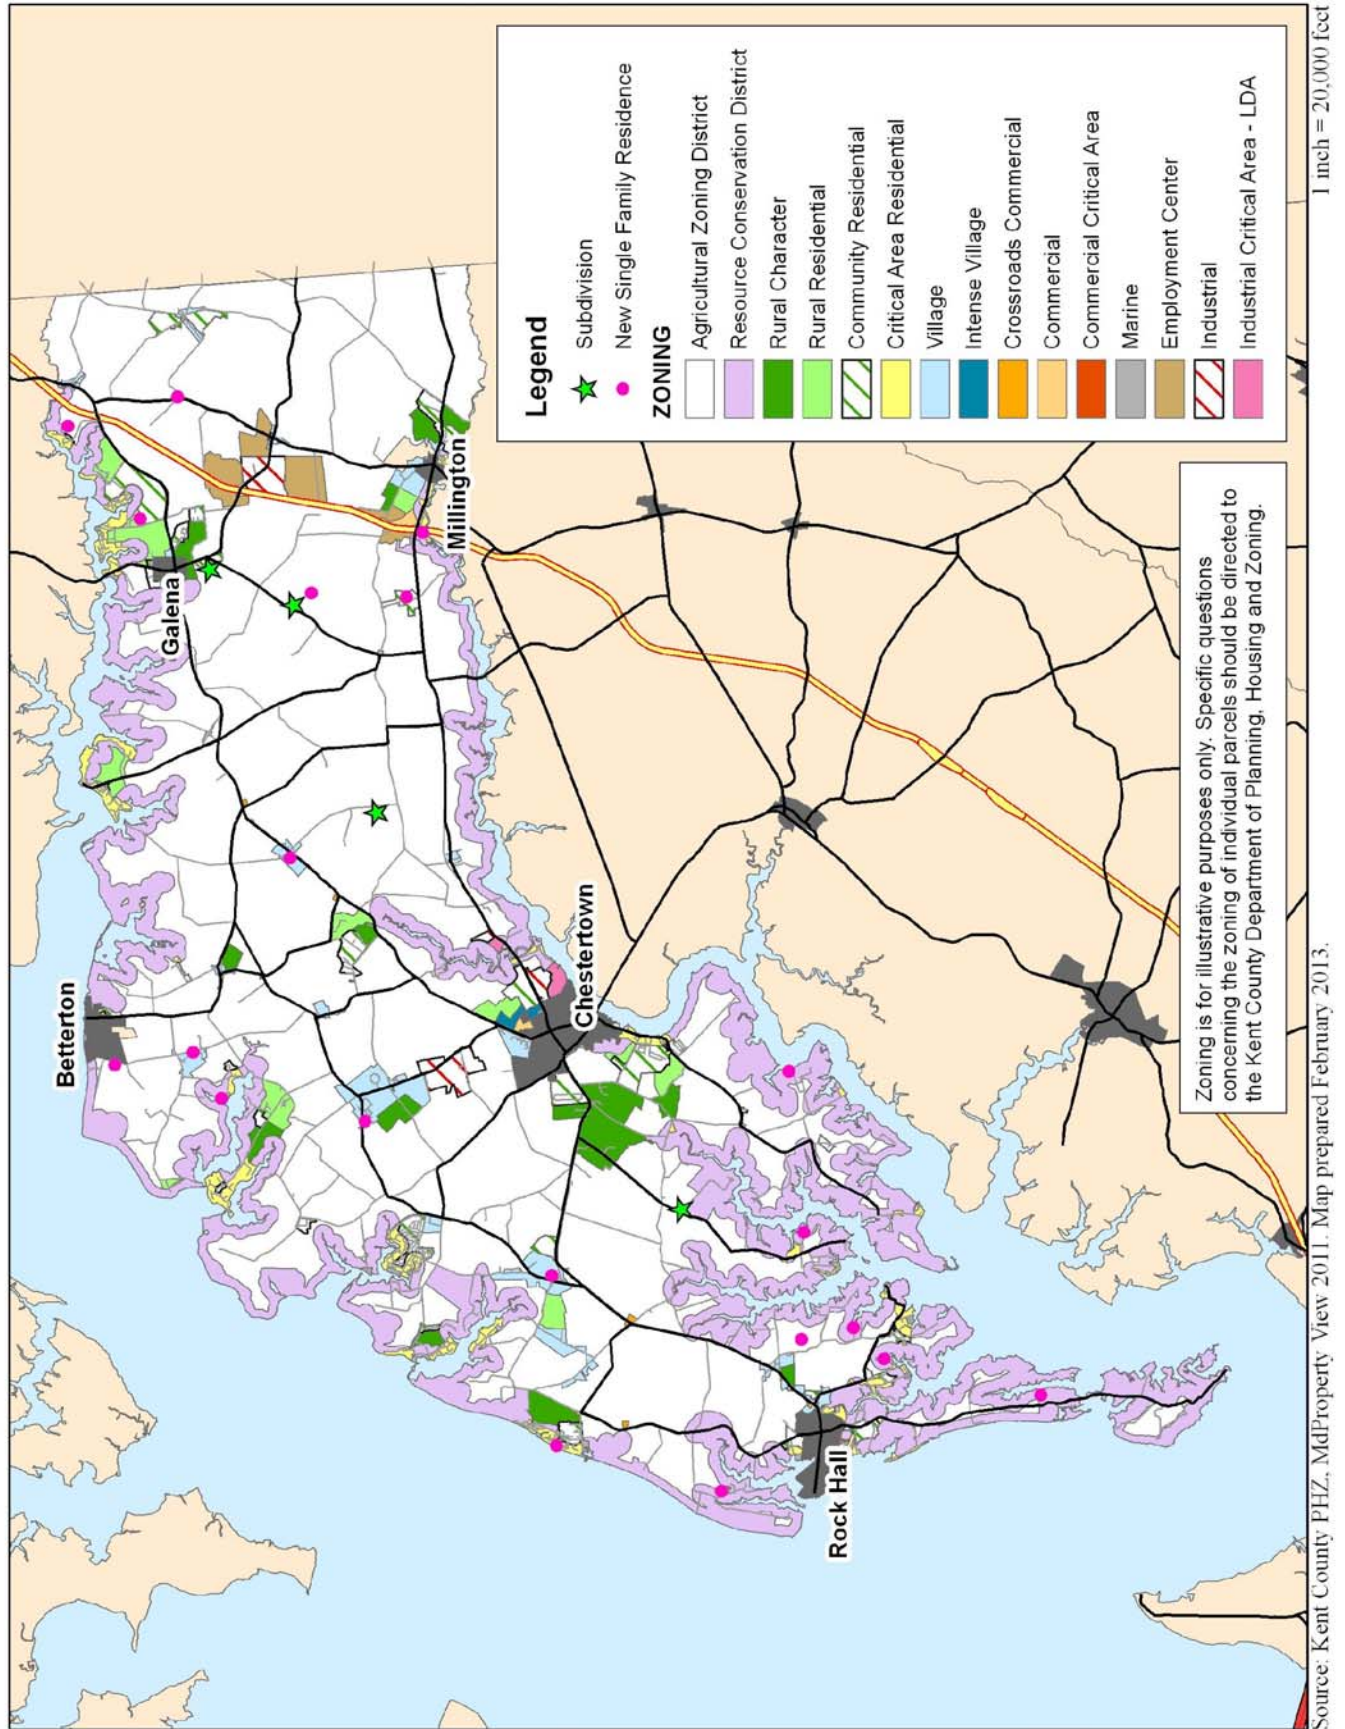 Betterton
Galena
Millington
Chestertown
Rock Hall
Legend
Subdivision
New Single Family Residence
ZONING
Agricultural Zoning District
Resource Conservation District
Rural Character
Rural Residential
Community Residential
Critical Area Residential
Village
Intense Village
Crossroads Commercial
Commercial
Commercial Critical Area
Marine
Employment Center
Industrial
Industrial Critical Area - LDA
Zoning is for illustrative purposes only. Specific questions
concerning the zoning of individual parcels should be directed to
the Kent County Department of Planning, Housing and Zoning.
Source: Kent County PHZ, MdProperty View 2011. Map prepared February 2013.
1 inch = 20,000 feet